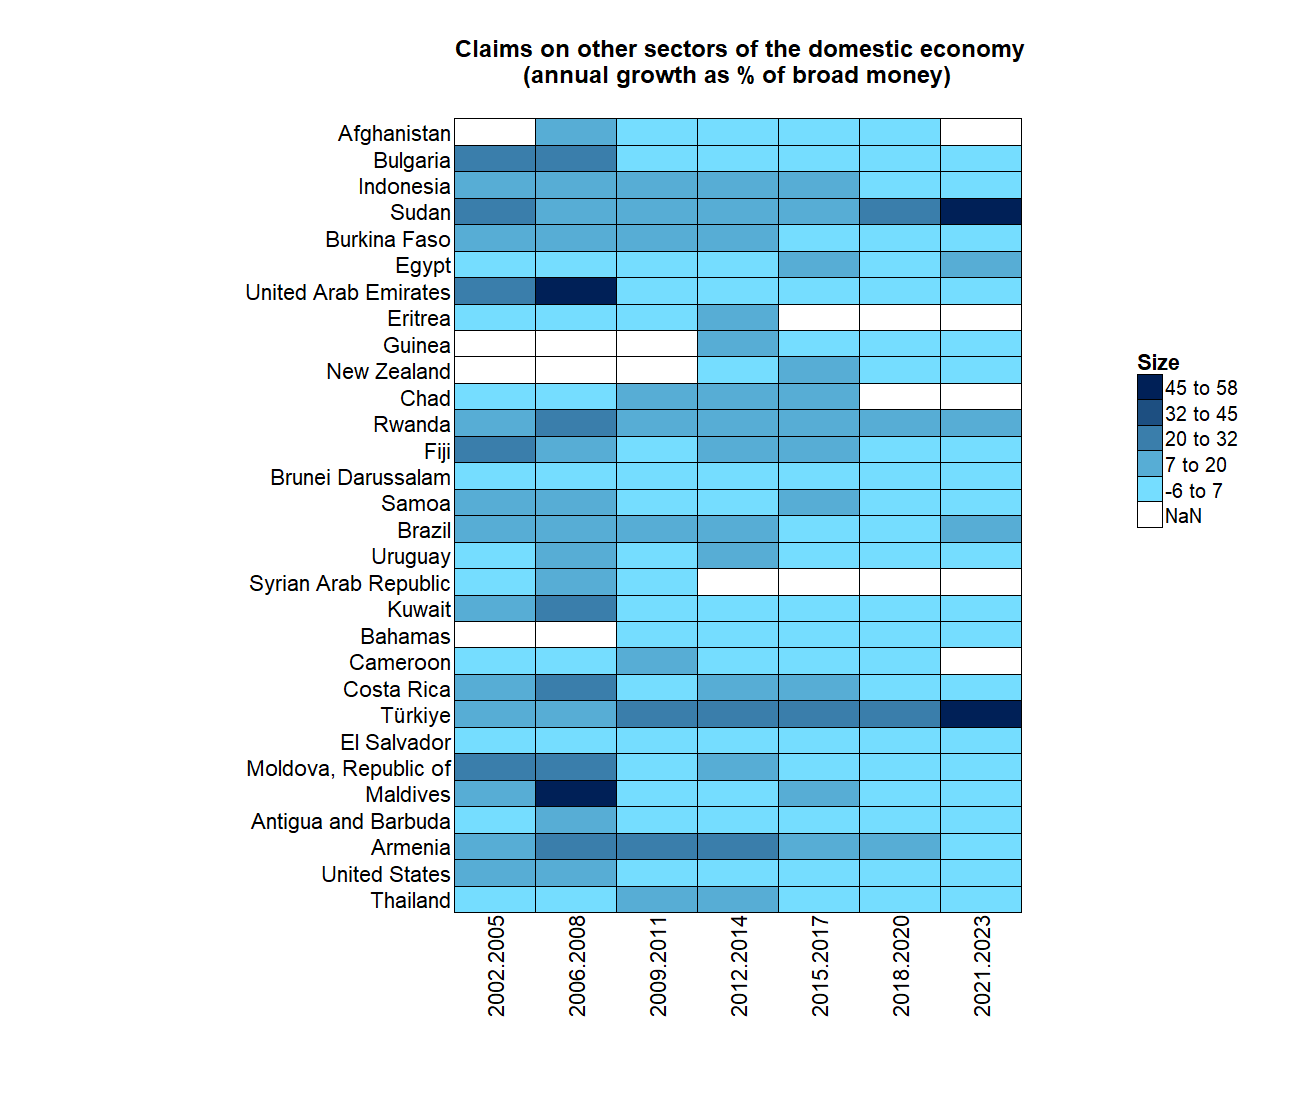 Claims on other sectors of the domestic economy
(annual growth as % of broad money)
Afghanistan
Bulgaria
Indonesia
Sudan
Burkina Faso
Egypt
United Arab Emirates
Eritrea
Guinea
New Zealand
Chad
Rwanda
Fiji
Brunei Darussalam
Samoa
Brazil
Uruguay
Syrian Arab Republic
Kuwait
Bahamas
Cameroon
Costa Rica
Türkiye
El Salvador
Moldova, Republic of
Maldives
Antigua and Barbuda
Armenia
United States
Thailand
2002.2005
2006.2008
2009.2011
2012.2014
2015.2017
2018.2020
2021.2023
Size
45 to 58
32 to 45
20 to 32
7 to 20
-6 to 7
NaN